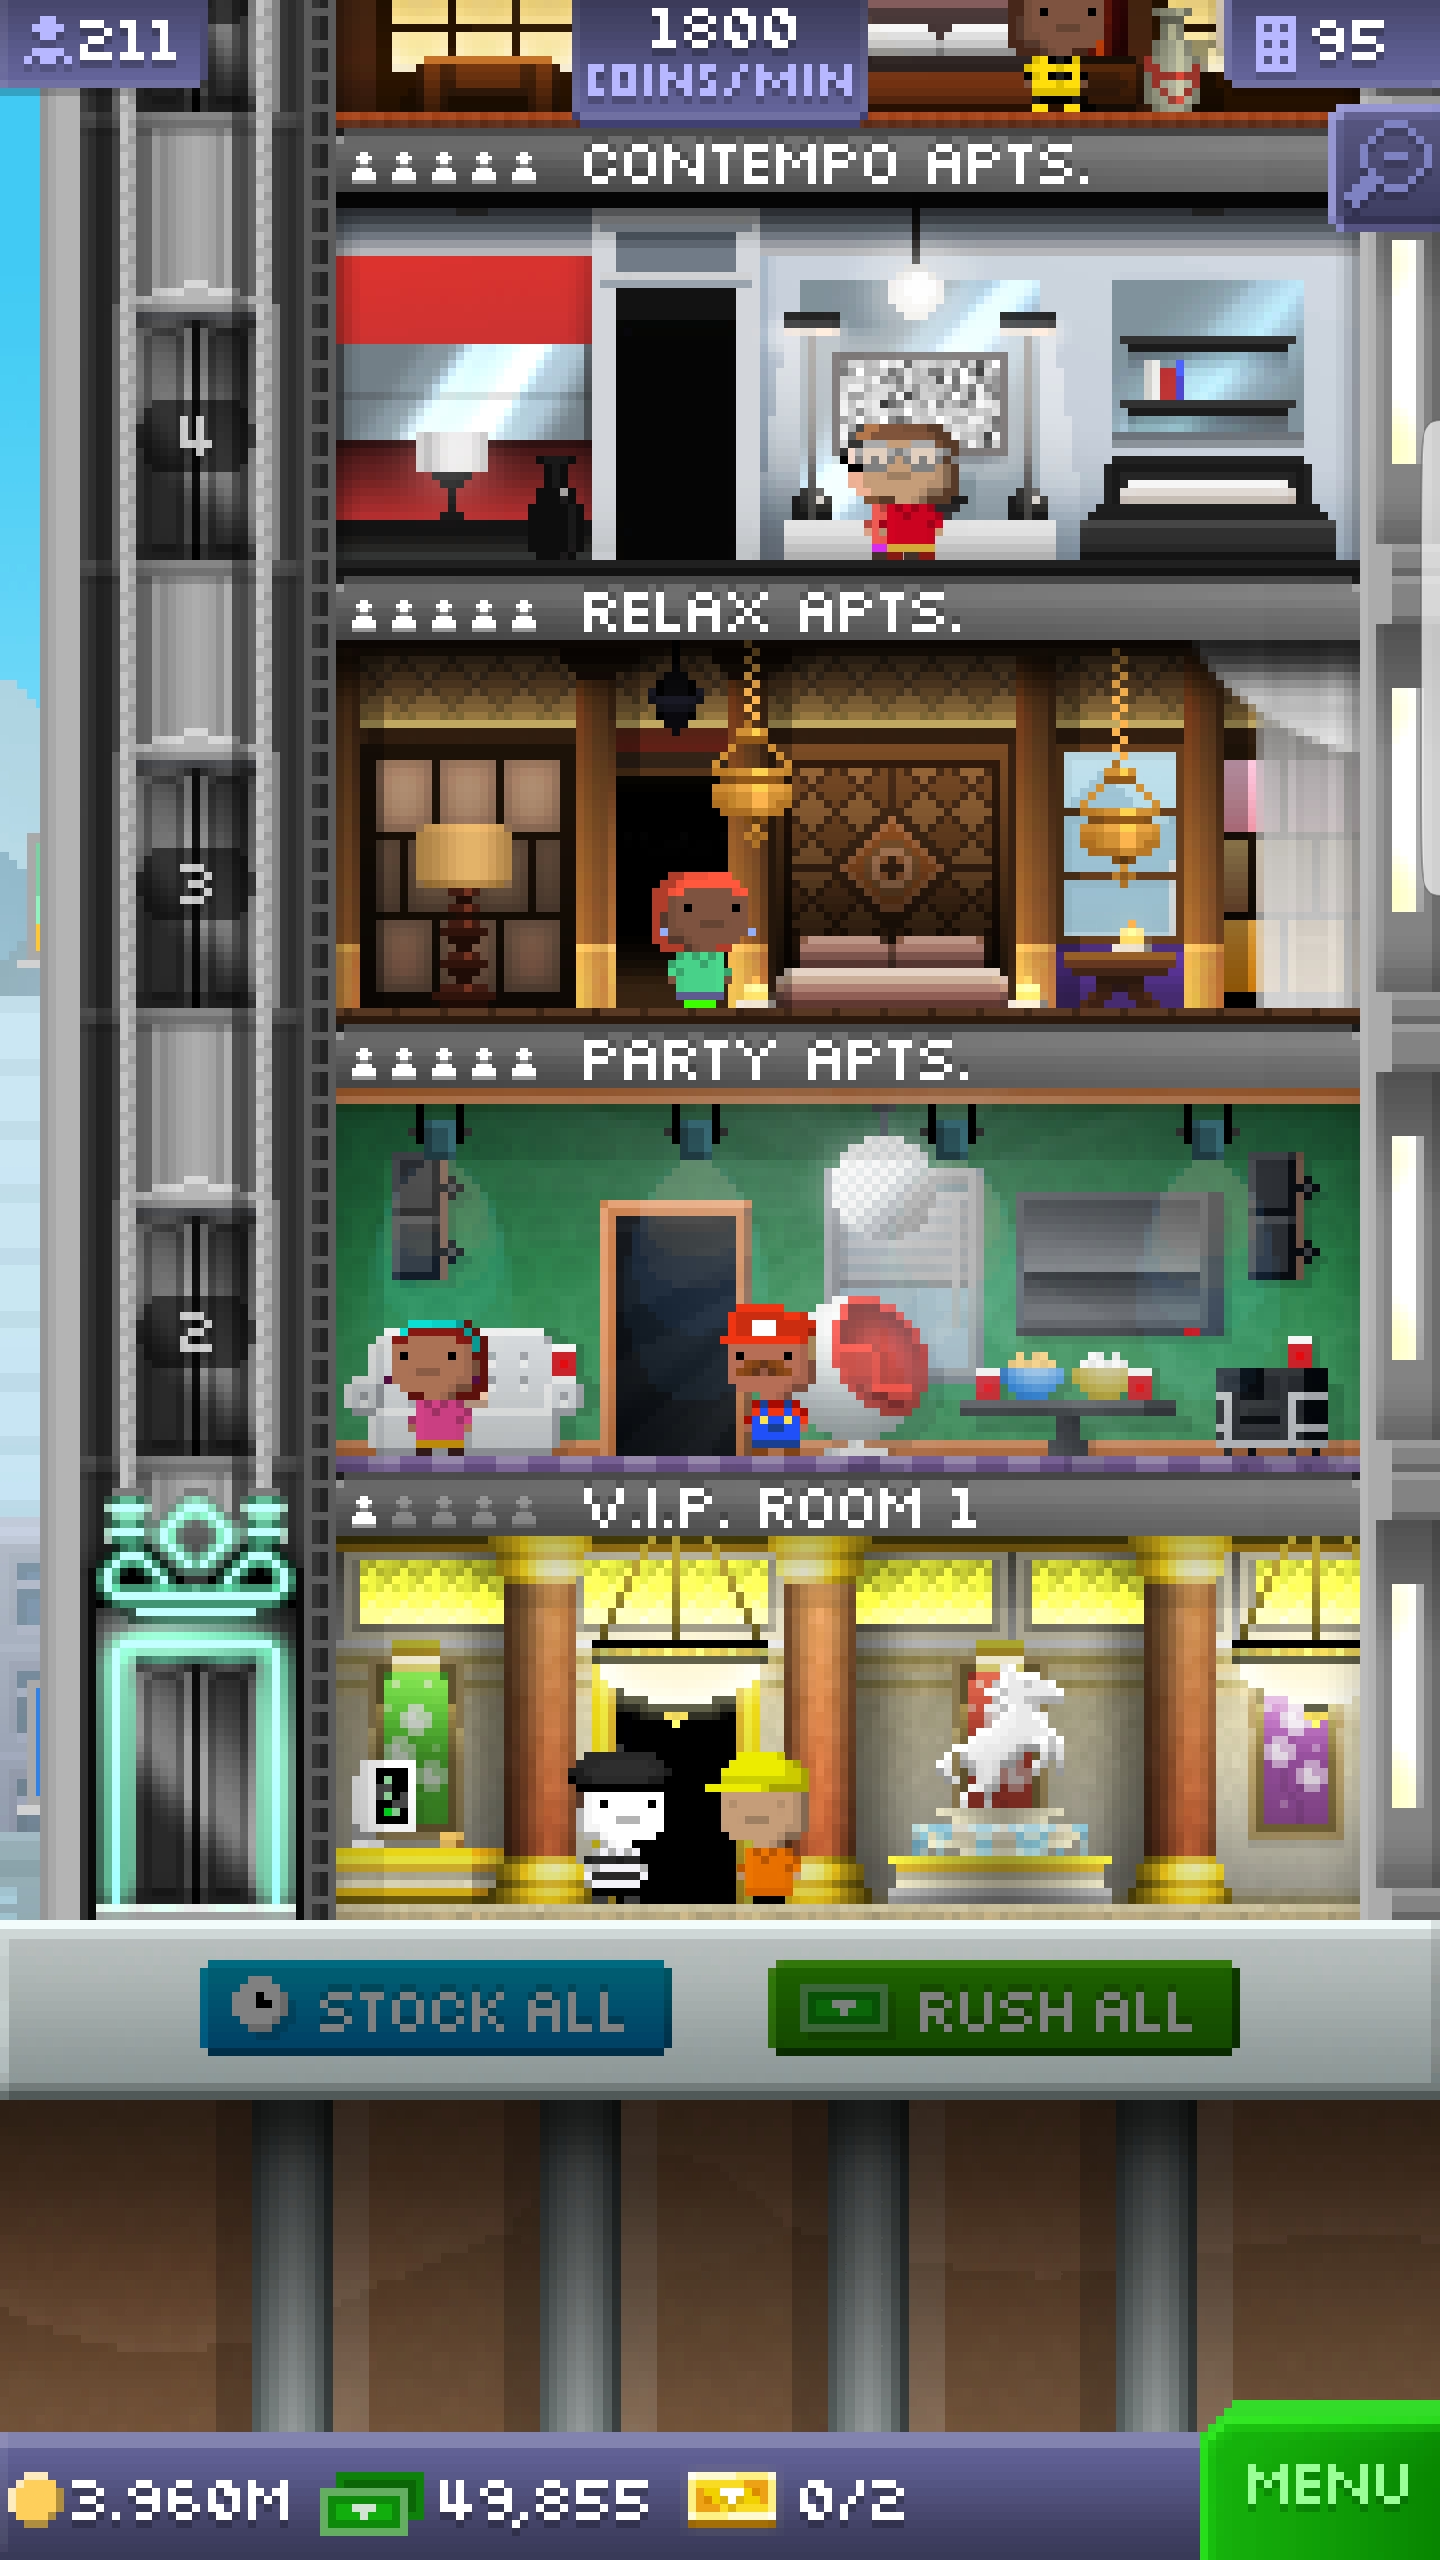 211
1800
COINS/MIN
95
CONTEMPO APTS.
4
RELAX APTS.
3
PARTY APTS.
2
V.I.P. ROOM 1
STOCK ALL
RUSH ALL
3.960M
49,855
0/2
MENU